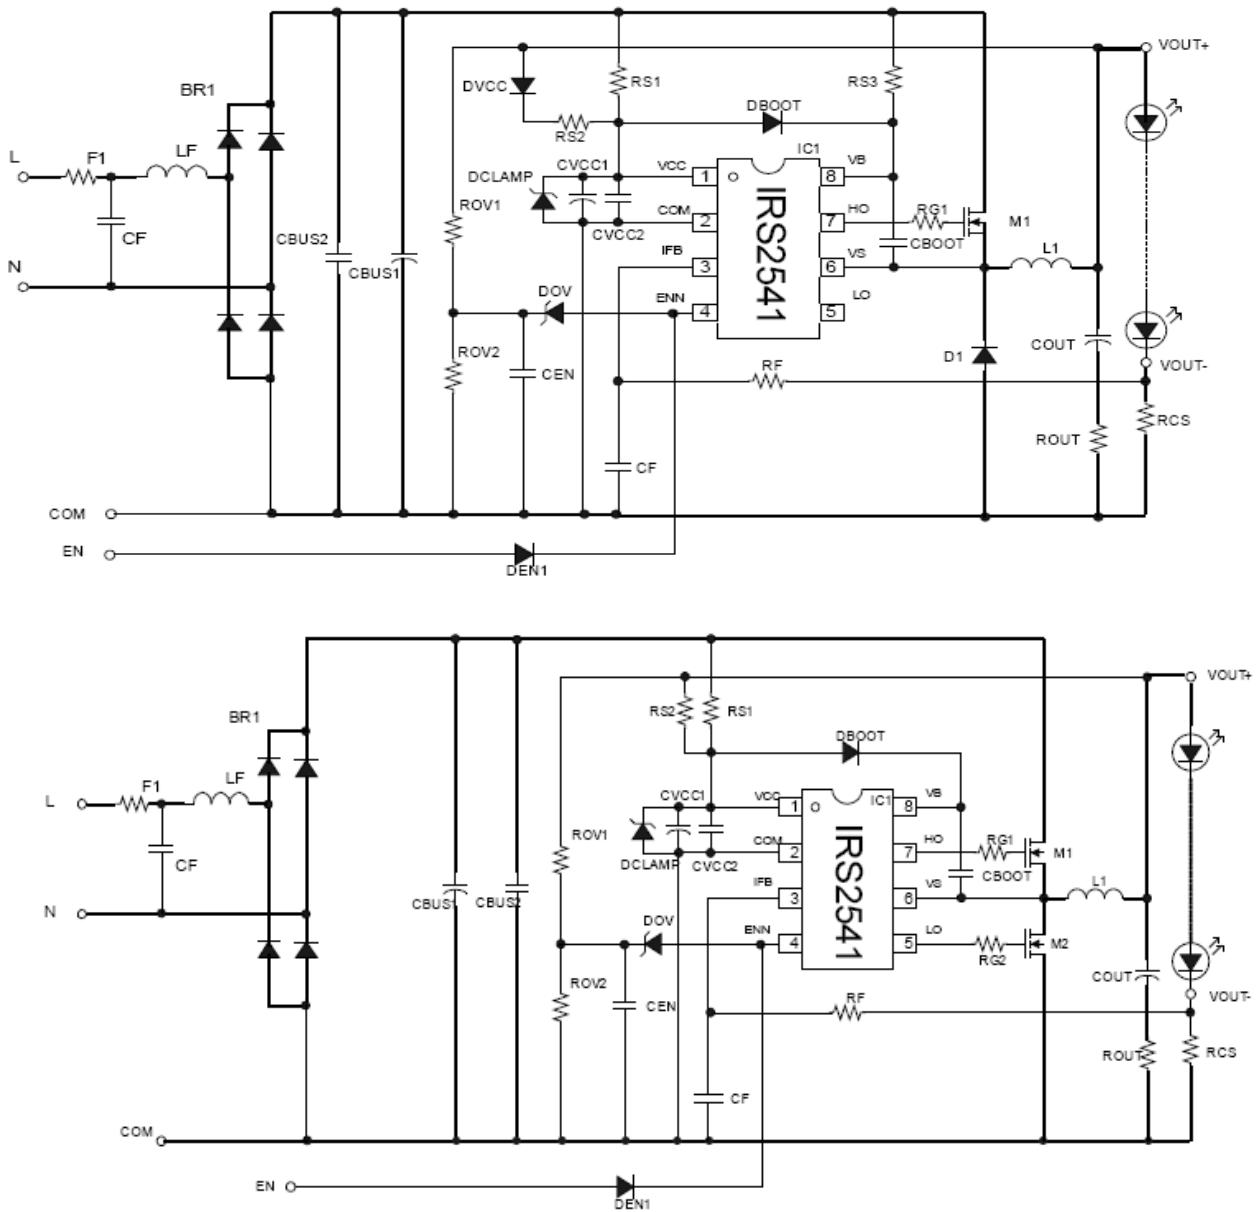 VOUT+
DVCC
RS1
RS3
BR1
DBOOT
RS2
IC1
L
F1
LF
CVCC1
VCC
1
8
VB
DCLAMP
ROV1
COM
2
7
HO
RG1
M1
CF
CVCC2
CBOOT
CBUS2
CBUS1
IFB
3
6
VS
L1
N
IRS2541
DOV
ENN
4
5
LO
COUT
D1
ROV2
CEN
RF
VOUT-
RCS
ROUT
CF
COM
EN
DEN1
VOUT+
RS2
RS1
BR1
DBOOT
L
F1
LF
CVCC1
VCC
1
IC1
8
VB
ROV1
DCLAMP
CVCC2
COM
2
7
HO
RG1
M1
CF
CBOOT
IFB
3
6
VS
L1
CBUS1
CBUS2
N
IRS2541
DOV
ENN
4
5
LO
RG2
M2
COUT
ROV2
CEN
RF
VOUT-
ROUT
RCS
CF
COM
EN
DEN1